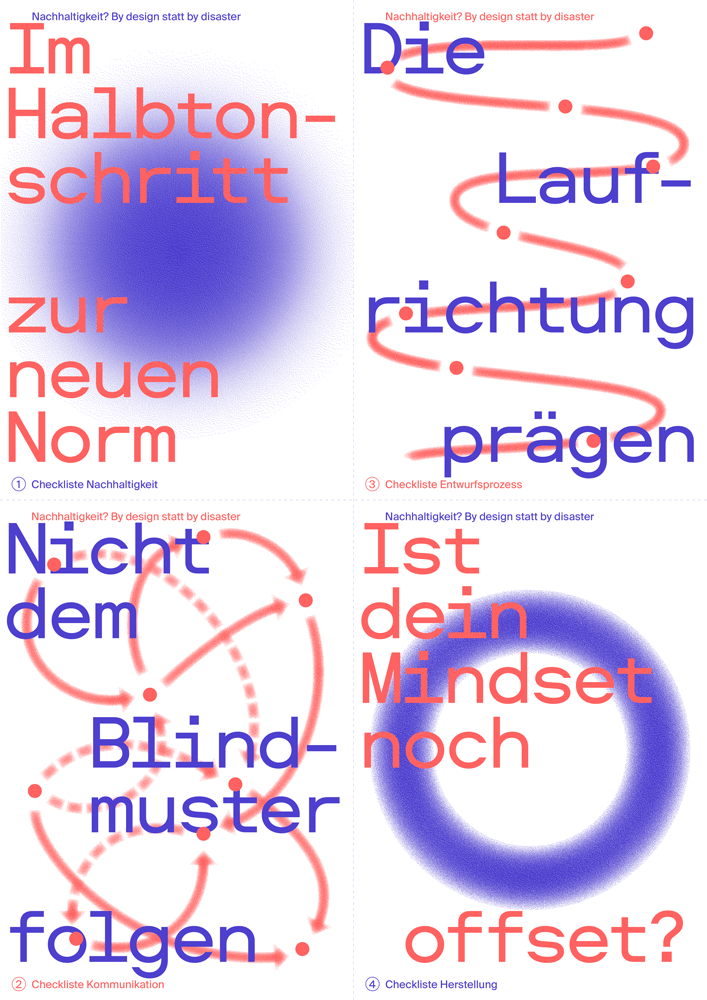 Nachhaltigkeit? By design statt by disaster
Im
Halbton-
schritt
zur
neuen
Norm
① Checkliste Nachhaltigkeit
Nachhaltigkeit? By design statt by disaster
Die
Lauf-
richtung
prägen
③ Checkliste Entwurfsprozess
Nachhaltigkeit? By design statt by disaster
Nicht
dem
Blind-
muster
folgen
② Checkliste Kommunikation
Nachhaltigkeit? By design statt by disaster
Ist
dein
Mindset
noch
offset?
④ Checkliste Herstellung